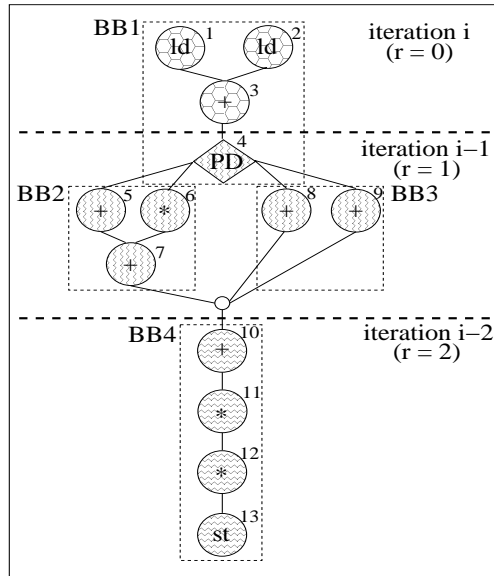 BB1
1
2
ld
ld
iteration i
(r = 0)
3
+
4
PD
iteration i−1
(r = 1)
BB2
5
6
8
9
BB3
+
*
+
+
7
+
iteration i−2
(r = 2)
BB4
10
+
11
*
12
*
13
st